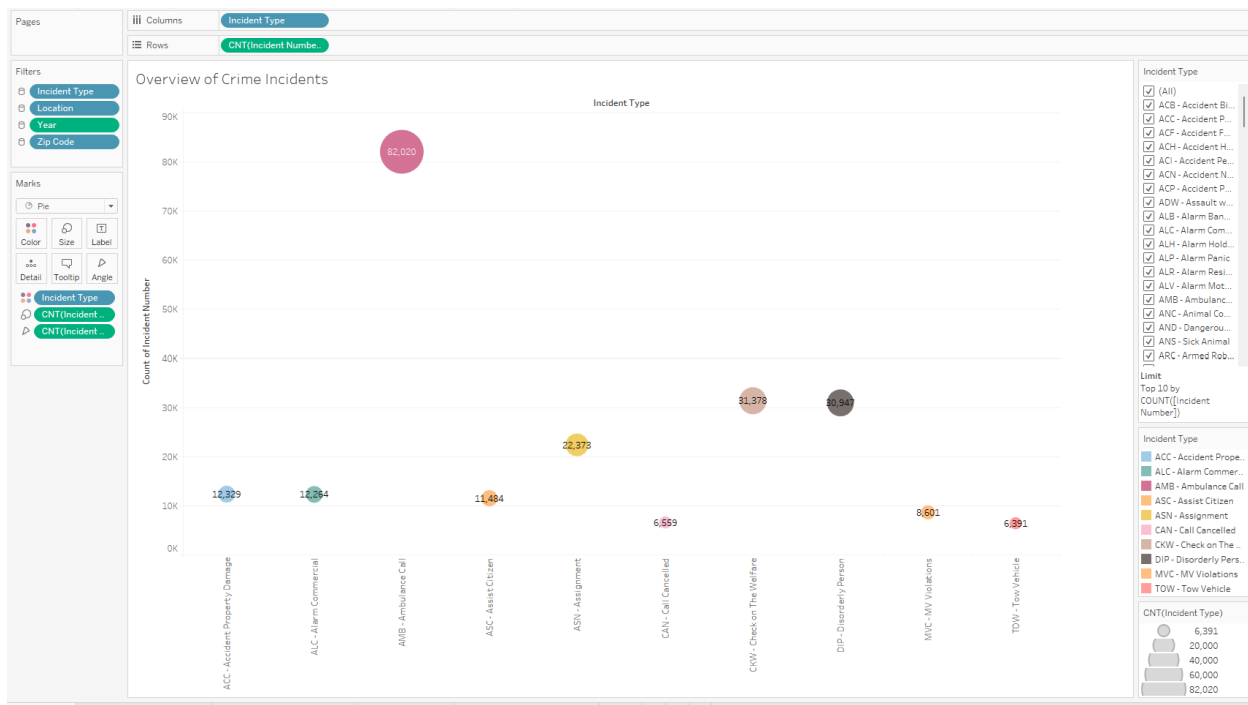 Pages
Columns
Incident Type
Rows
CNT(Incident Numbe..
Filters
Incident Type
Location
Year
Zip Code
Marks
Pie
Color
Size
Label
Detail
Tooltip
Angle
Incident Type
CNT(Incident ..
CNT(Incident ..
Overview of Crime Incidents
Incident Type
90K
80K
70K
60K
50K
40K
30K
20K
10K
0K
Count of Incident Number
82,020
31,378
30,947
22,373
12,329
12,264
11,484
8,601
6,559
6,391
ACC - Accident Property Damage
ALC - Alarm Commercial
AMB - Ambulance Call
ASC - Assist Citizen
ASN - Assignment
CAN - Call Cancelled
CKW - Check on The Welfare
DIP - Disorderly Person
MVC - MV Violations
TOW - Tow Vehicle
Incident Type
(All)
ACB - Accident Bi...
ACC - Accident P...
ACF - Accident F...
ACH - Accident H...
ACI - Accident Pe...
ACN - Accident N...
ACP - Accident P...
ADW - Assault w...
ALB - Alarm Ban...
ALC - Alarm Com...
ALH - Alarm Hold...
ALP - Alarm Panic
ALR - Alarm Resi...
ALV - Alarm Mot...
AMB - Ambulanc...
ANC - Animal Co...
AND - Dangerou...
ANS - Sick Animal
ARC - Armed Rob...
Limit
Top 10 by
COUNT([Incident
Number])
Incident Type
ACC - Accident Prope..
ALC - Alarm Commer..
AMB - Ambulance Call
ASC - Assist Citizen
ASN - Assignment
CAN - Call Cancelled
CKW - Check on The ..
DIP - Disorderly Pers..
MVC - MV Violations
TOW - Tow Vehicle
CNT(Incident Type)
6,391
20,000
40,000
60,000
82,020